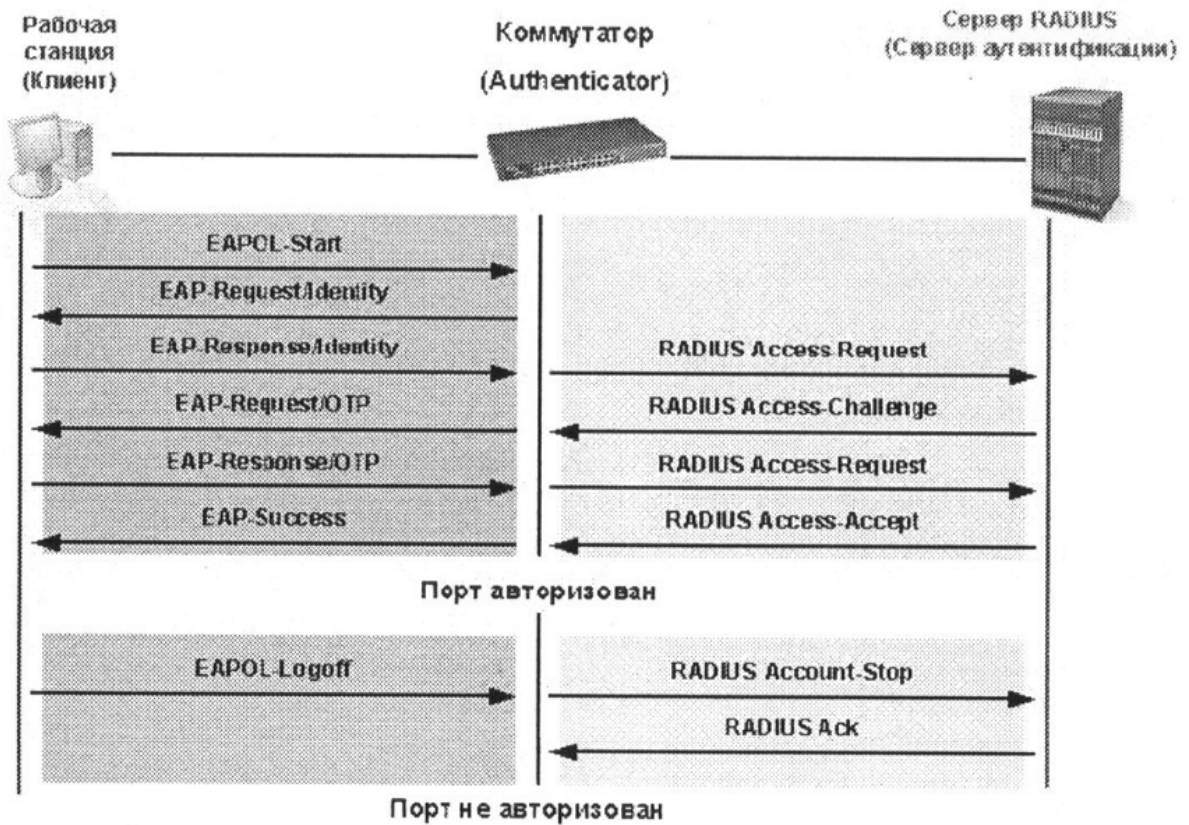 Рабочая
станция
(Клиент)
Коммутатор
(Authenticator)
Сервер RADIUS
(Сервер аутентификации)
EAPOL-Start
EAP-Request/Identity
EAP-Response/Identity
RADIUS Access-Request
EAP-Request/OTP
RADIUS Access-Challenge
EAP-Response/OTP
RADIUS Access-Request
EAP-Success
RADIUS Access-Accept
Порт авторизован
EAPOL-Logoff
RADIUS Account-Stop
RADIUS Ack
Порт не авторизован